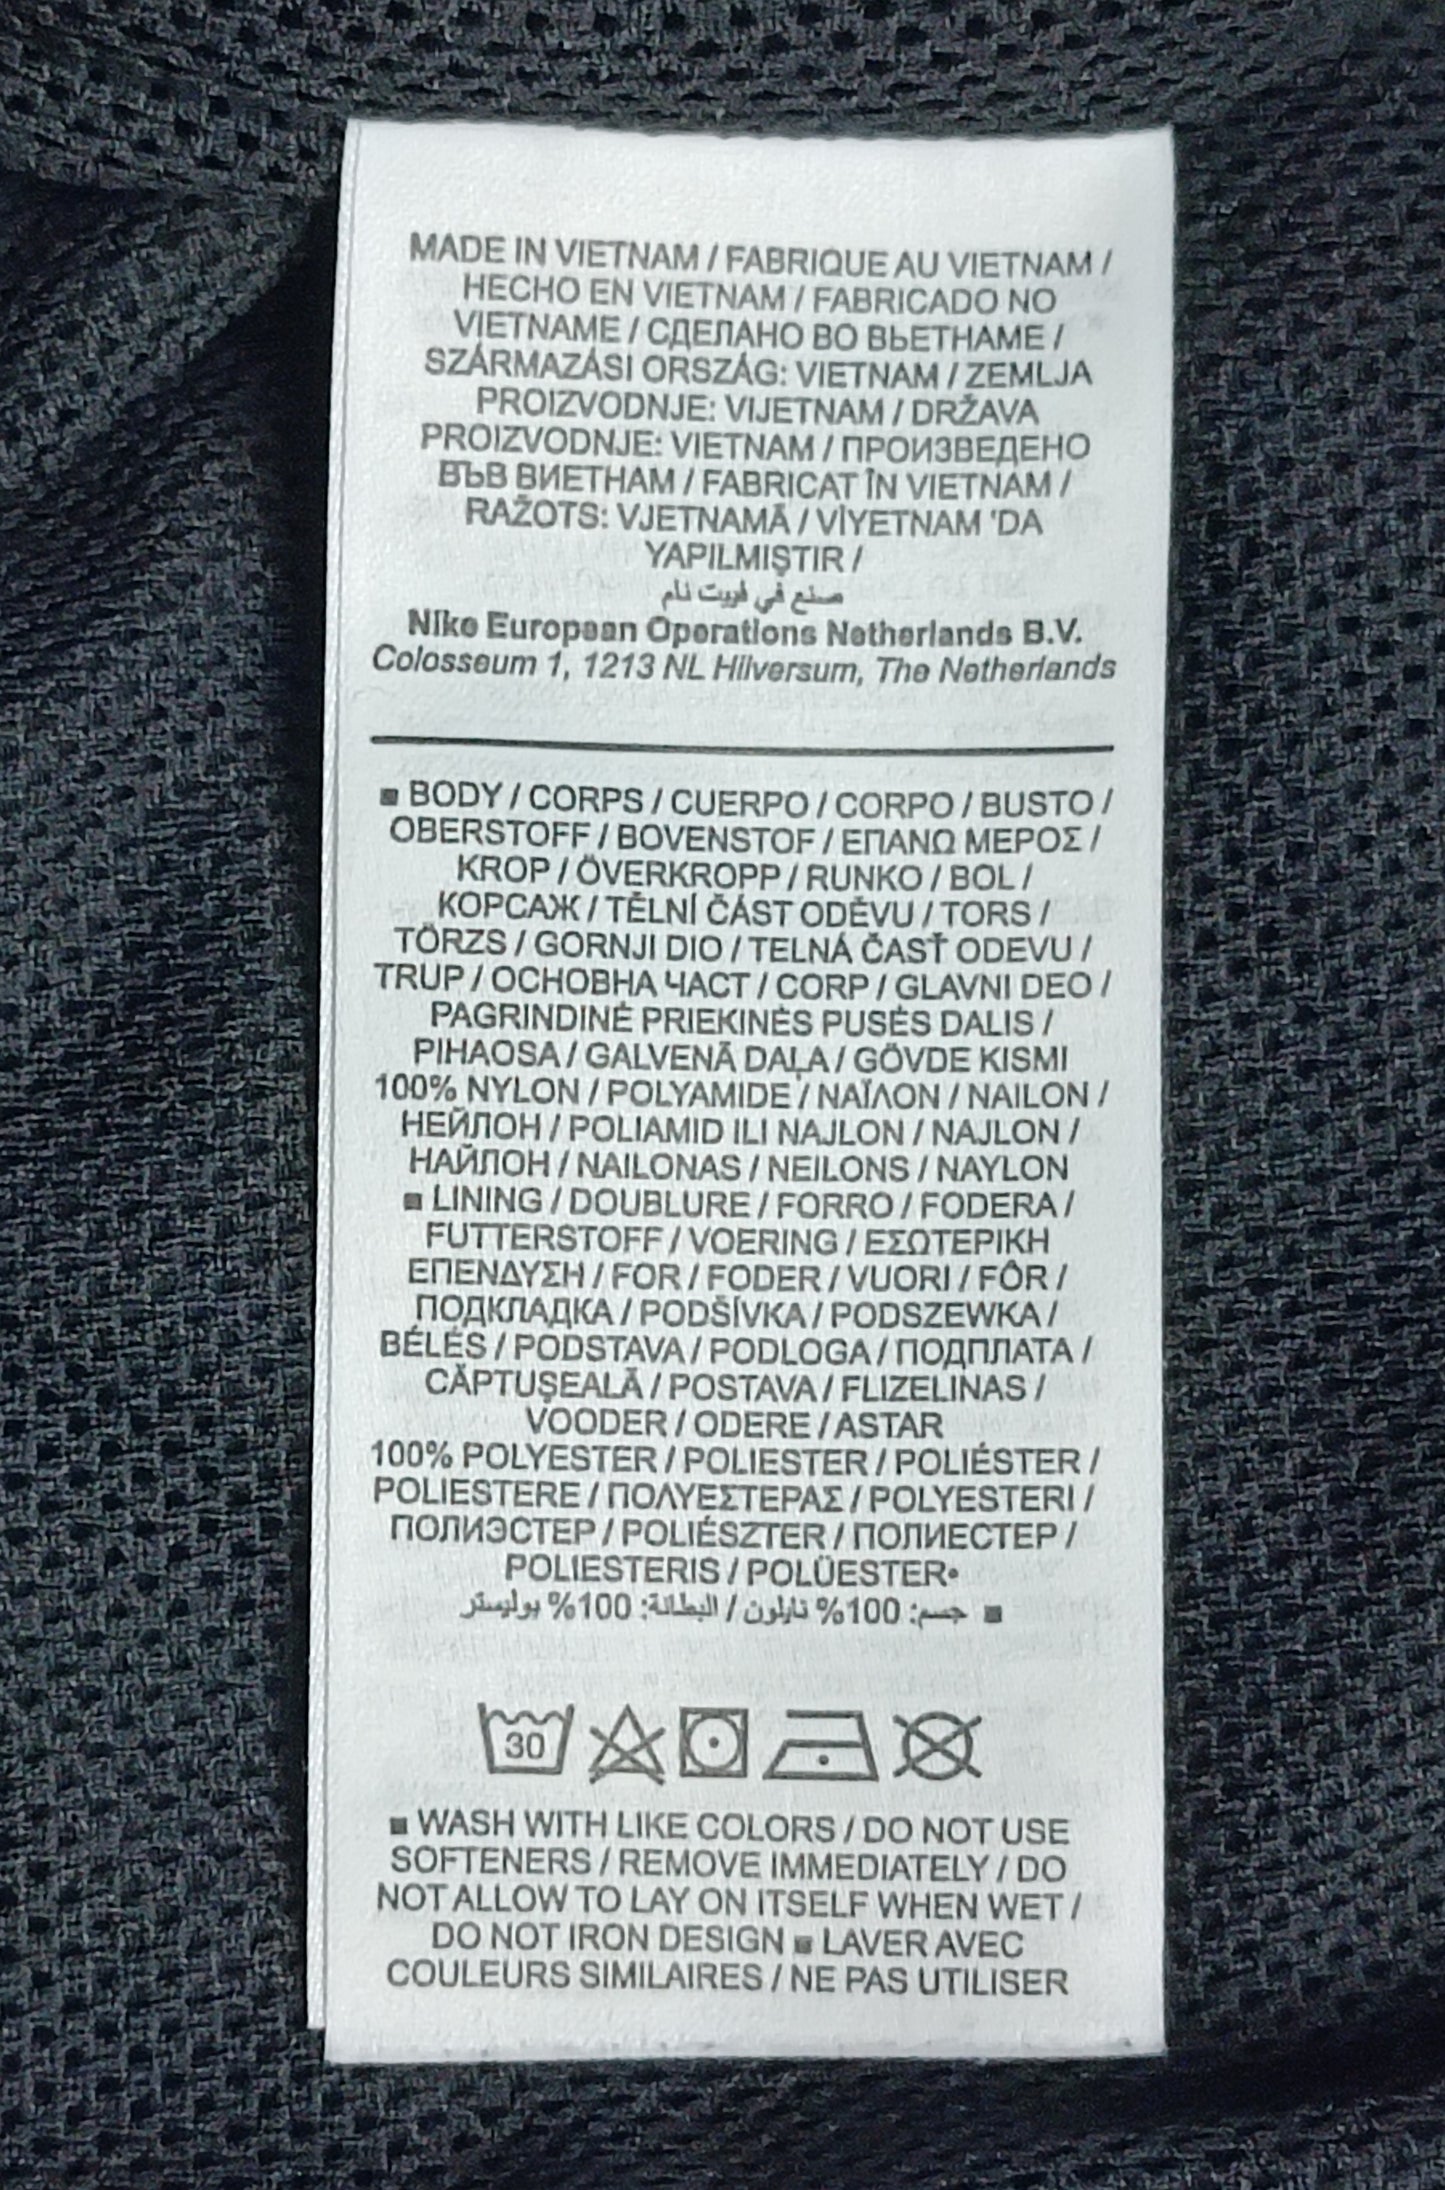 MADE IN VIETNAM / FABRIQUE AU VIETNAM /
HECHO EN VIETNAM / FABRICADO NO
VIETNAME / СДЕЛАНО ВО ВЬЕТНАМЕ /
SZÁRMAZÁSI ORSZÁG: VIETNAM / ZEMLJA
PROIZVODNJE: VIJETNAM / DRŽAVA
PROIZVODNJE: VIETNAM / ПРОИЗВЕДЕНО
ВЪВ ВИЕТНАМ / FABRICAT ÎN VIETNAM /
RAŽOTS: VJETNAMĀ / VİYETNAM 'DA
YAPILMIŞTIR /
صنع في فييت نام
Nike European Operations Netherlands B.V.
Colosseum 1, 1213 NL Hilversum, The Netherlands
■ BODY / CORPS / CUERPO / CORPO / BUSTO /
OBERSTOFF / BOVENSTOF / ΕΠΑΝΩ ΜΕΡΟΣ /
KROP / ÖVERKROPP / RUNKO / BOL /
КОРСАЖ / TĚLNÍ ČÁST ODĚVU / TORS /
TÖRZS / GORNJI DIO / TELNÁ ČASŤ ODEVU /
TRUP / ОСНОВНА ЧАСТ / CORP / GLAVNI DEO /
PAGRINDINĖ PRIEKINĖS PUSĖS DALIS /
PIHAOSA / GALVENĀ DAĻA / GÖVDE KISMI
100% NYLON / POLYAMIDE / ΝΑΪΛΟΝ / NAILON /
НЕЙЛОН / POLIAMID ILI NAJLON / NAJLON /
НАЙЛОН / NAILONAS / NEILONS / NAYLON
■ LINING / DOUBLURE / FORRO / FODERA /
FUTTERSTOFF / VOERING / ΕΣΩΤΕΡΙΚΗ
ΕΠΕΝΔΥΣΗ / FOR / FODER / VUORI / FÔR /
ПОДКЛАДКА / PODŠÍVKA / PODSZEWKA /
BÉLÉS / PODSTAVA / PODLOGA / ПОДПЛАТА /
CĂPTUŞEALĂ / POSTAVA / FLIZELINAS /
VOODER / ODERE / ASTAR
100% POLYESTER / POLIESTER / POLIÉSTER /
POLIESTERE / ΠΟΛΥΕΣΤΕΡΑΣ / POLYESTERI /
ПОЛИЭСТЕР / POLIÉSZTER / ПОЛИЕСТЕР /
POLIESTERIS / POLÜESTER•
■ جسم: 100% نايلون / البطانة: 100% بوليستر
30
■ WASH WITH LIKE COLORS / DO NOT USE
SOFTENERS / REMOVE IMMEDIATELY / DO
NOT ALLOW TO LAY ON ITSELF WHEN WET /
DO NOT IRON DESIGN ■ LAVER AVEC
COULEURS SIMILAIRES / NE PAS UTILISER